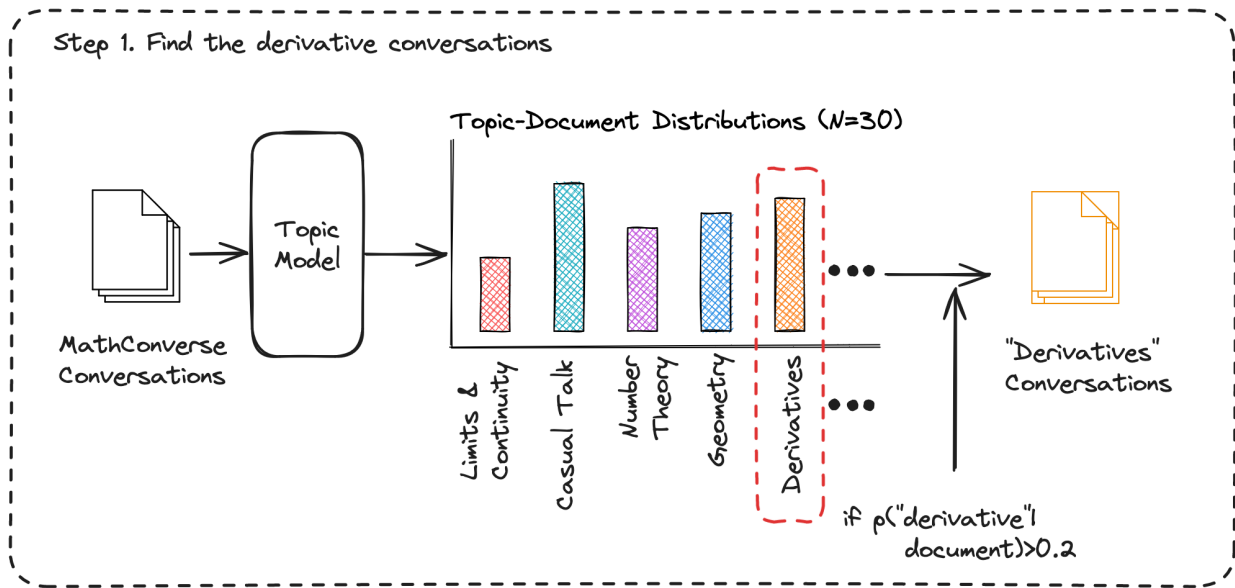 Step 1. Find the derivative conversations
Topic-Document Distributions (N=30)
Topic
Model
MathConverse
Conversations
Limits &
Continuity
Casual Talk
Number
Theory
Geometry
Derivatives
"Derivatives"
Conversations
if p("derivative"|
document)>0.2